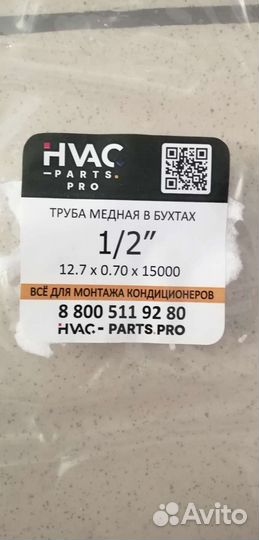 HVAC
-PARTS.
PRO
ТРУБА МЕДНАЯ В БУХТАХ
1/2″
12.7 x 0.70 x 15000
ВСЁ ДЛЯ МОНТАЖА КОНДИЦИОНЕРОВ
8 800 511 92 80
HVAC - PARTS.PRO
Avito